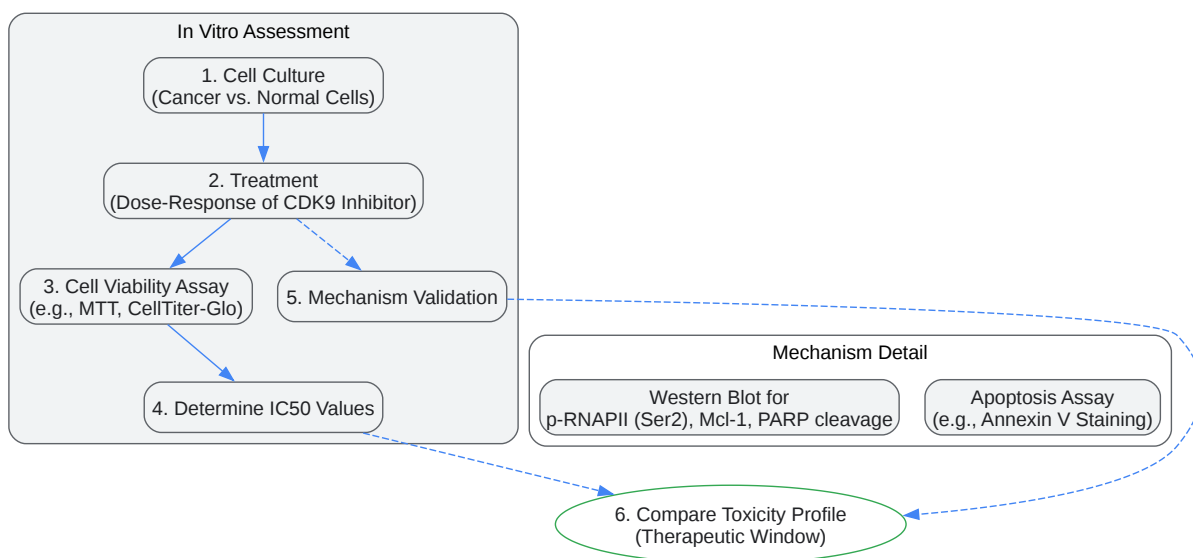 In Vitro Assessment
1. Cell Culture
(Cancer vs. Normal Cells)
2. Treatment
(Dose-Response of CDK9 Inhibitor)
3. Cell Viability Assay
(e.g., MTT, CellTiter-Glo)
5. Mechanism Validation
4. Determine IC50 Values
Mechanism Detail
Western Blot for
p-RNAPII (Ser2), Mcl-1, PARP cleavage
Apoptosis Assay
(e.g., Annexin V Staining)
6. Compare Toxicity Profile
(Therapeutic Window)